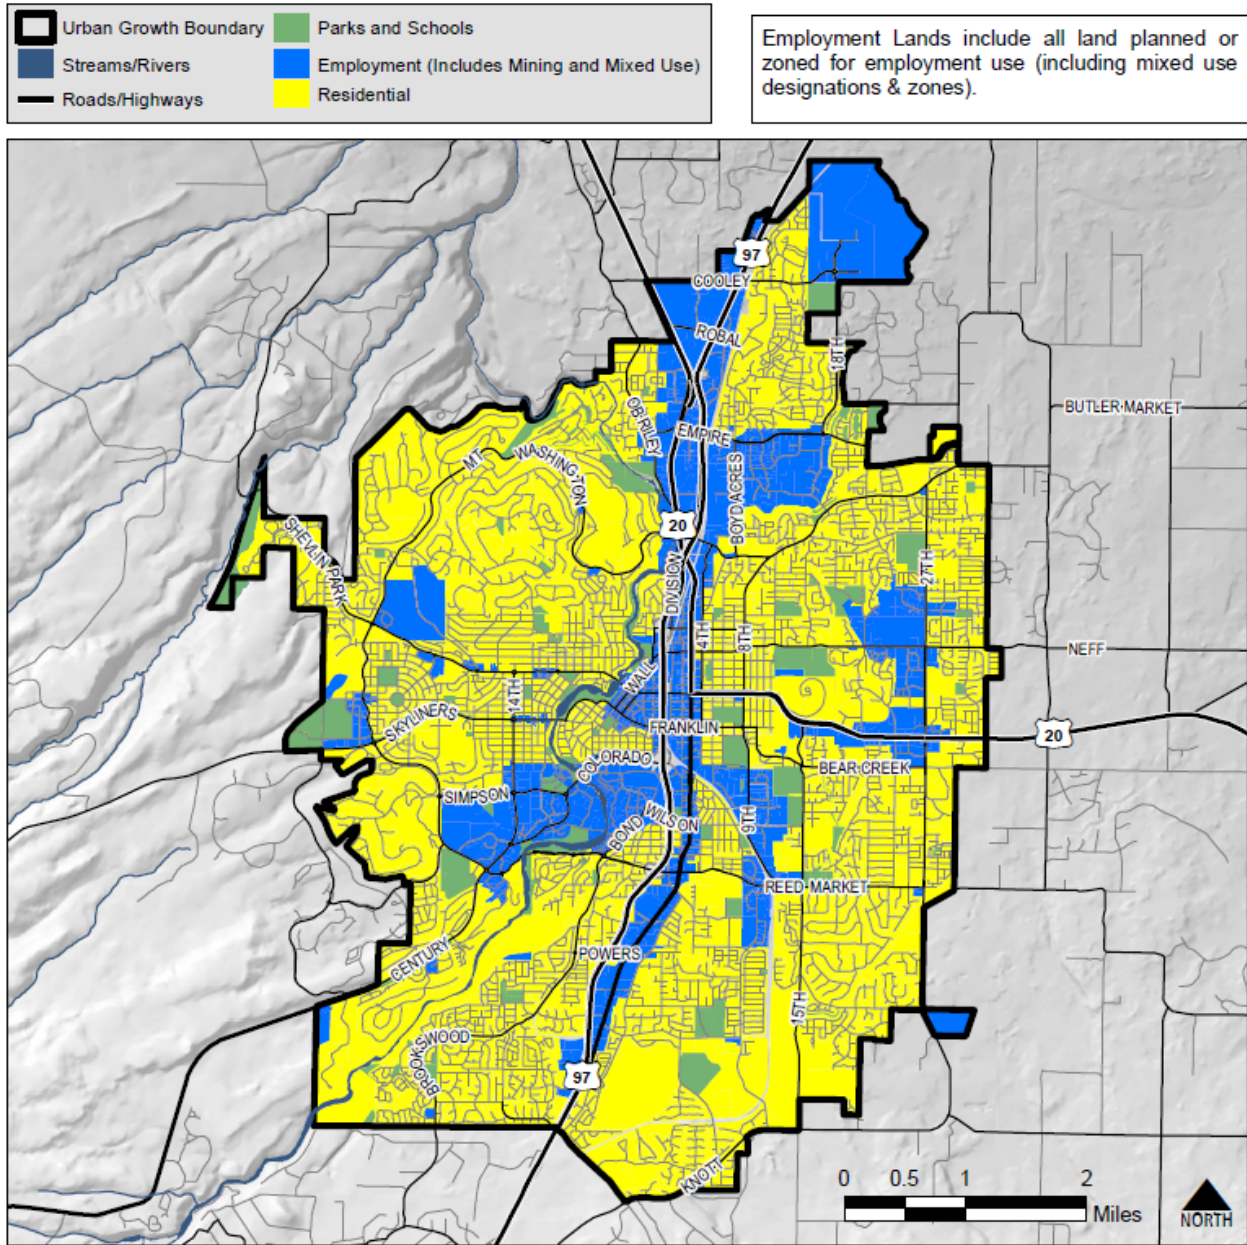 Urban Growth Boundary
Parks and Schools
Streams/Rivers
Employment (Includes Mining and Mixed Use)
Roads/Highways
Residential
Employment Lands include all land planned or
zoned for employment use (including mixed use
designations & zones).
97
COOLEY
ROBAL
18TH
OB RILEY
BUTLER MARKET
EMPIRE
MT
WASHINGTON
BOYD ACRES
20
SHEVLIN PARK
DIVISION
27TH
4TH
8TH
NEFF
WALL
14TH
SKYLINERS
FRANKLIN
20
COLORADO
BEAR CREEK
SIMPSON
BOND
WILSON
9TH
REED MARKET
CENTURY
POWERS
15TH
BROOKSWOOD
97
KNOTT
0 0.5 1 2
Miles
NORTH